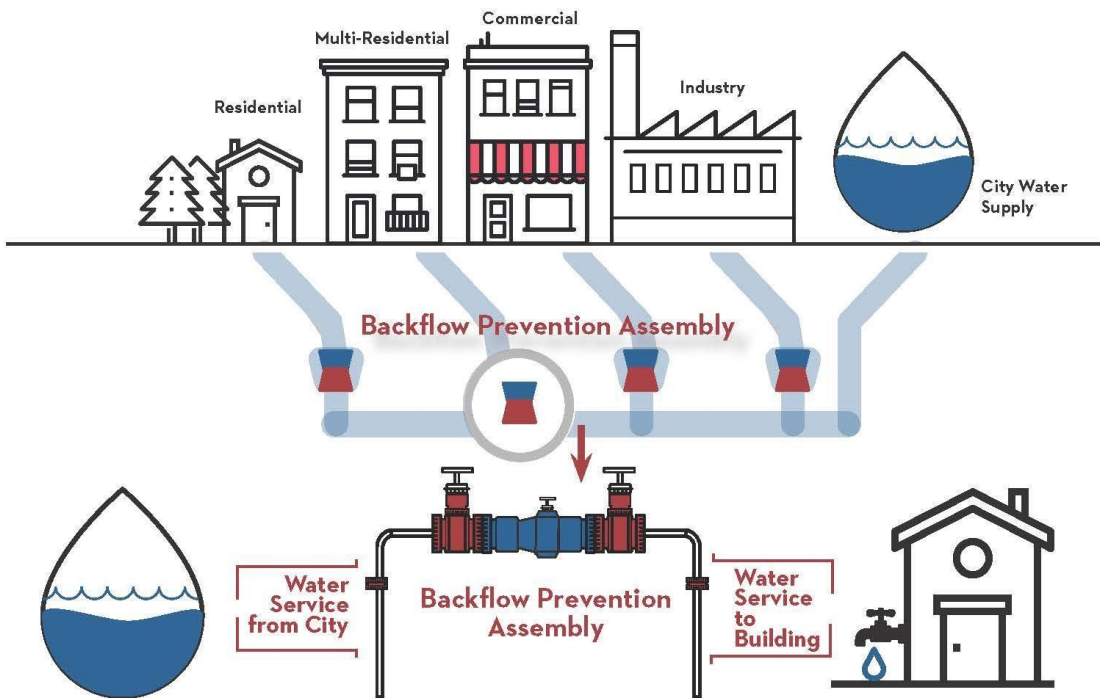 Commercial
Multi-Residential
Industry
Residential
City Water
Supply
Backflow Prevention Assembly
Water
Service
from City
Backflow Prevention
Assembly
Water
Service
to
Building